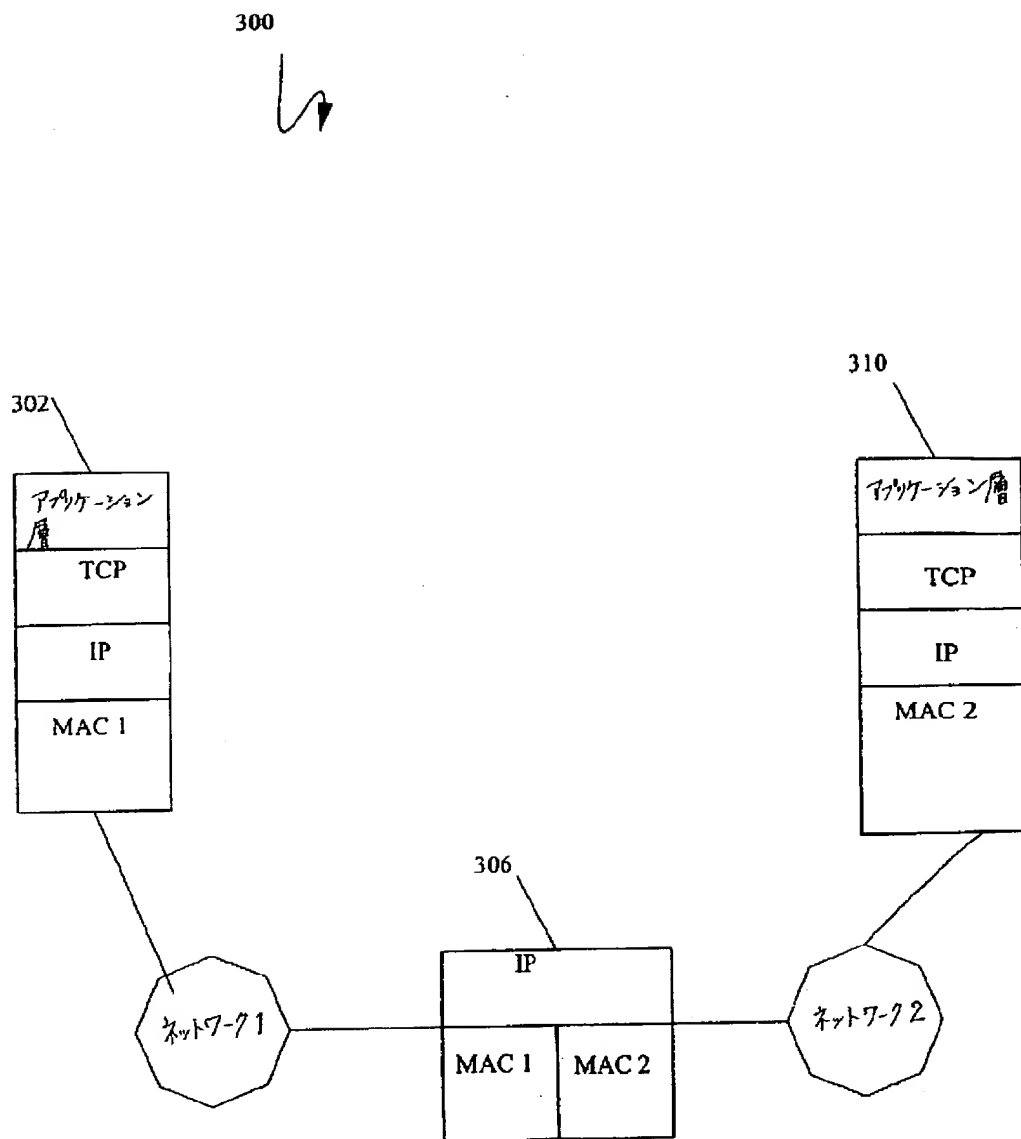 300
302
アプリケーション
層
TCP
IP
MAC 1
310
アプリケーション層
TCP
IP
MAC 2
306
IP
MAC 1
MAC 2
ネットワーク1
ネットワーク2